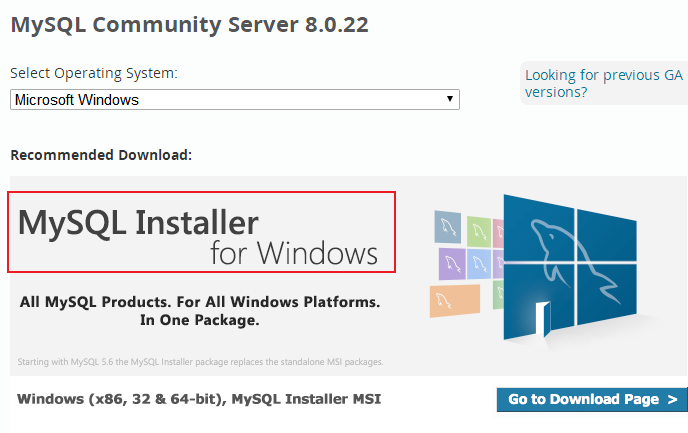 MySQL Community Server 8.0.22
Select Operating System:
Looking for previous GA
versions?
Microsoft Windows
Recommended Download:
MySQL Installer
for Windows
All MySQL Products. For All Windows Platforms.
In One Package.
Starting with MySQL 5.6 the MySQL Installer package replaces the standalone MSI packages.
Windows (x86, 32 & 64-bit), MySQL Installer MSI
Go to Download Page >